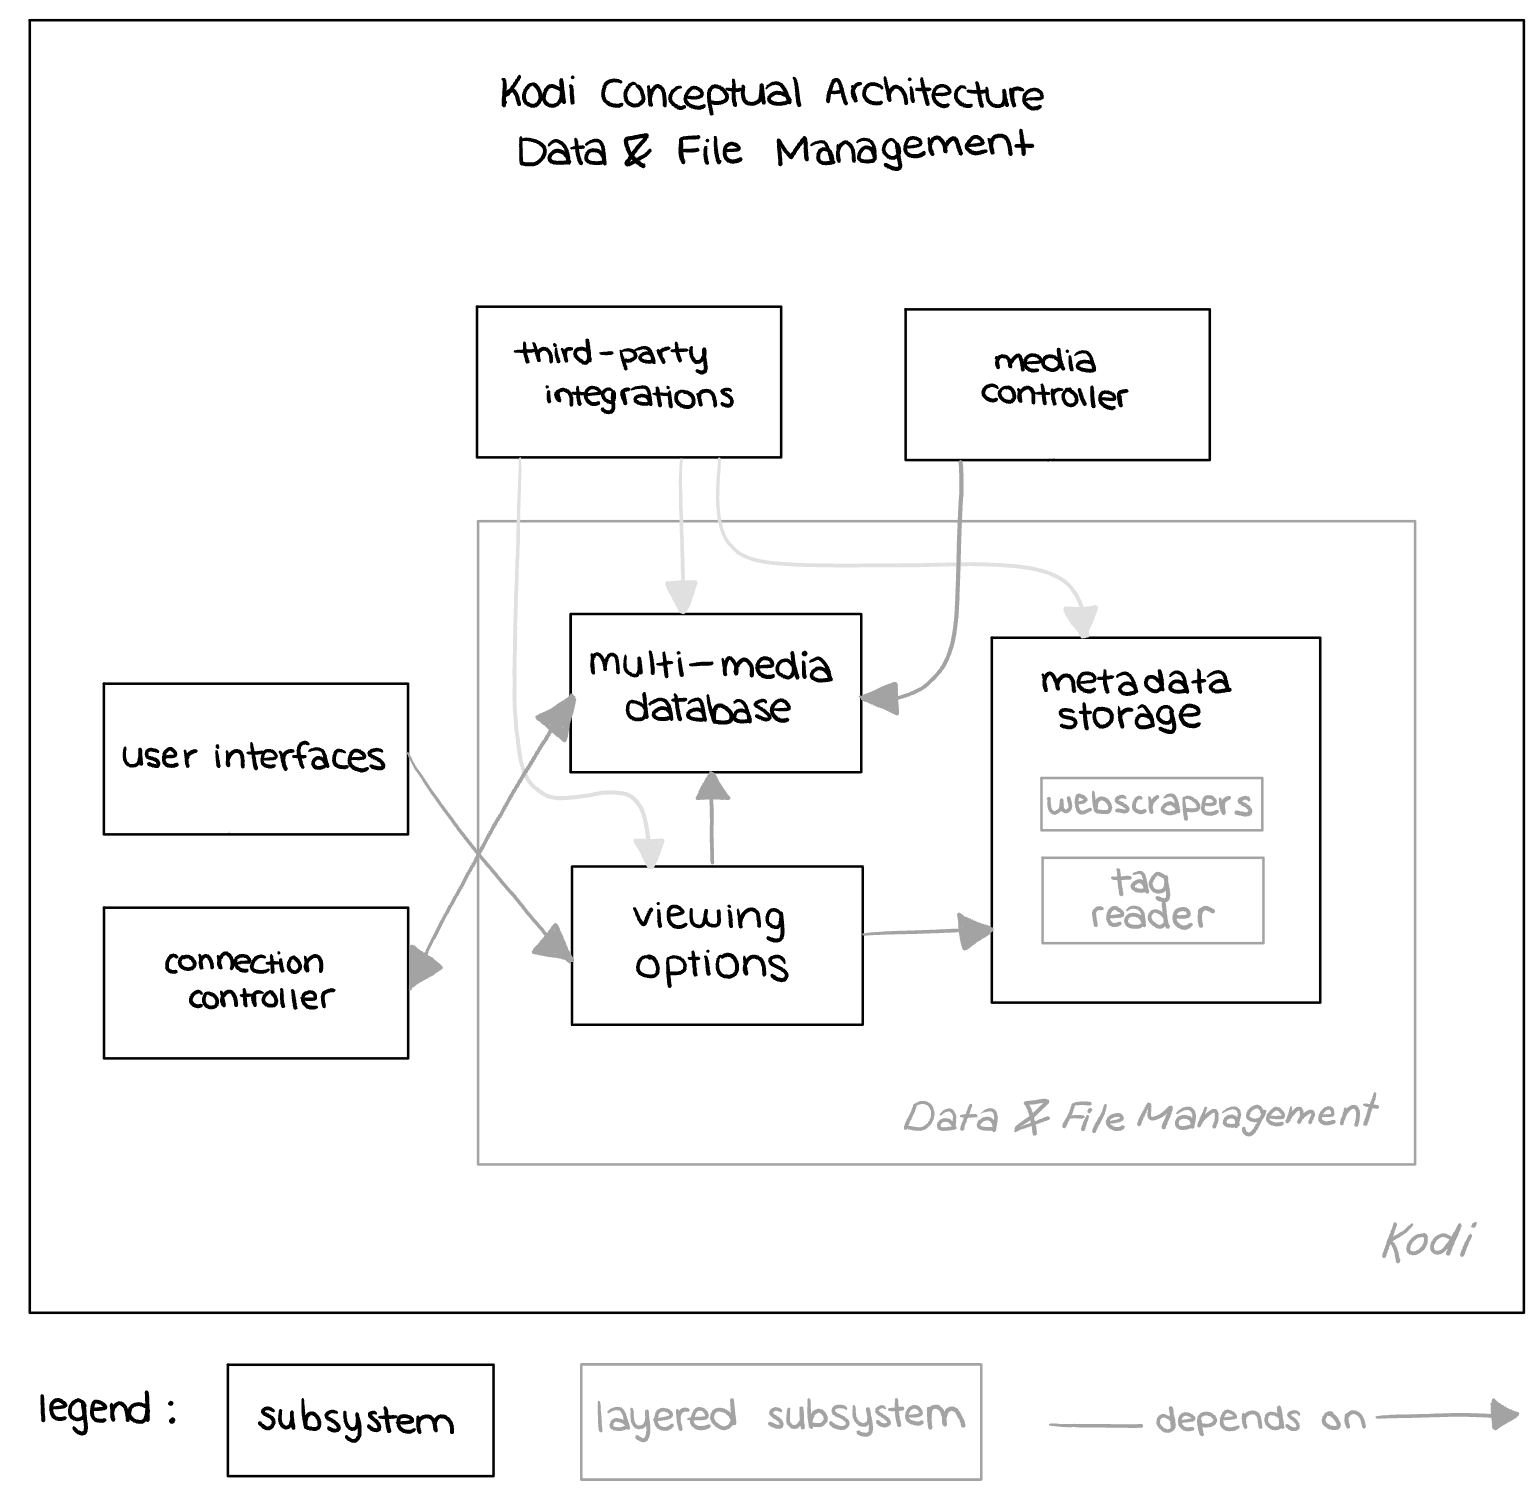 Kodi Conceptual Architecture
Data & File Management
third-party
integrations
media
controller
multi-media
database
metadata
storage
webscrapers
tag
reader
user interfaces
connection
controller
viewing
options
Data & File Management
Kodi
legend:
subsystem
layered subsystem
depends on